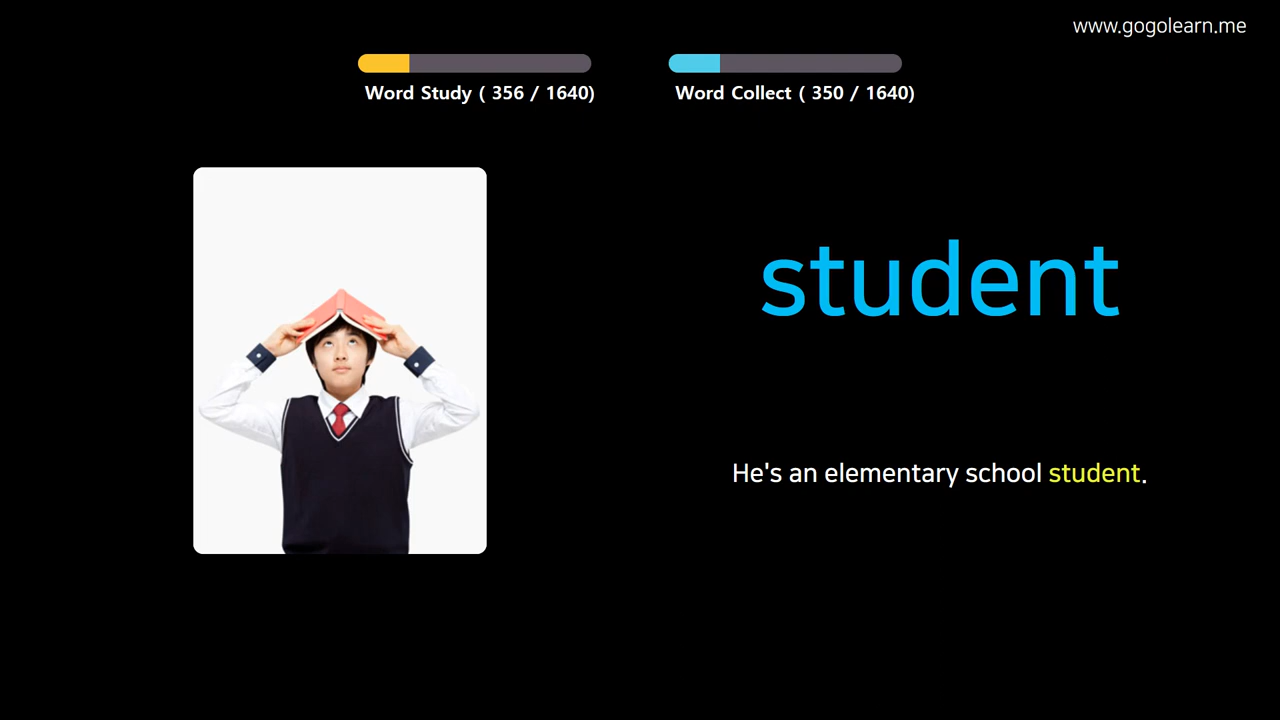 www.gogolearn.me
Word Study ( 356 / 1640)
Word Collect ( 350 / 1640)
student
He's an elementary school student.